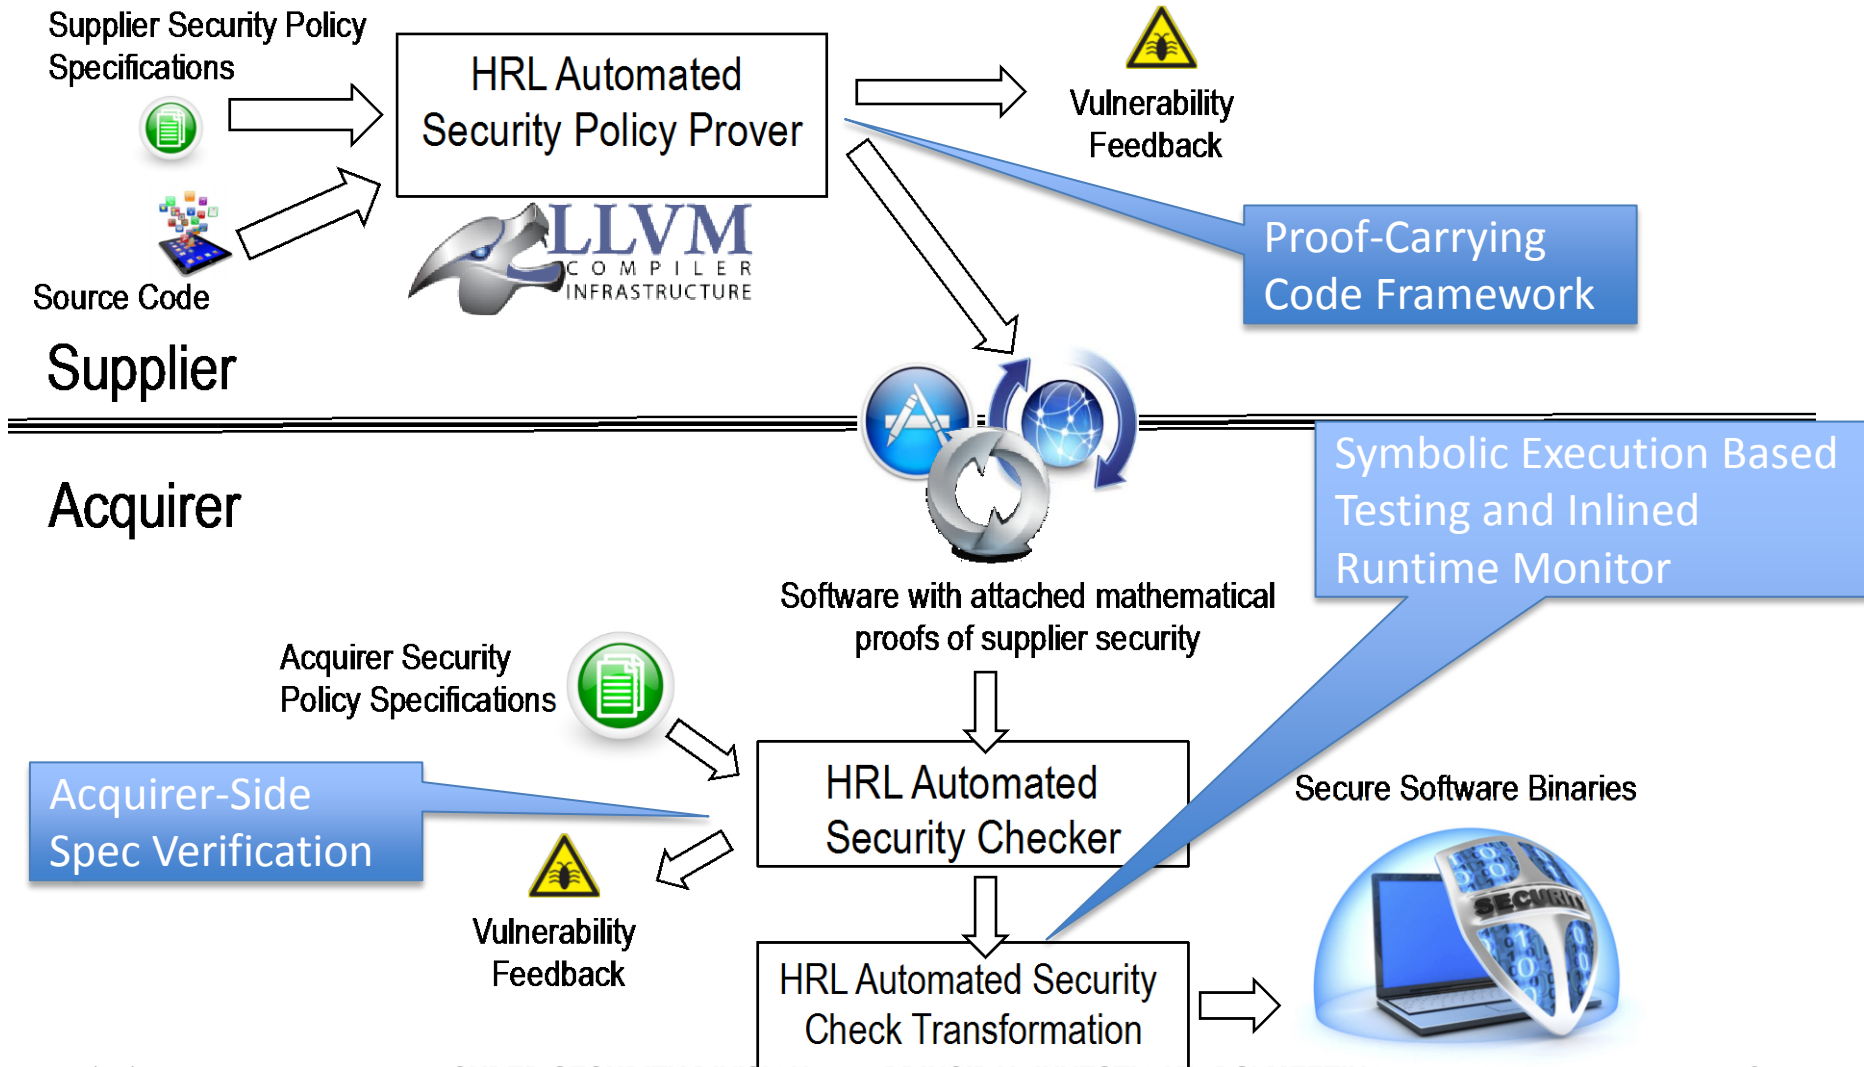 Supplier Security Policy
Specifications
HRL Automated
Security Policy Prover
Vulnerability
Feedback
LLVM
COMPILER
INFRASTRUCTURE
Proof-Carrying
Code Framework
Source Code
Supplier
Acquirer
Symbolic Execution Based
Testing and Inlined
Runtime Monitor
Software with attached mathematical
proofs of supplier security
Acquirer Security
Policy Specifications
HRL Automated
Security Checker
Acquirer-Side
Spec Verification
Vulnerability
Feedback
Secure Software Binaries
SECURITY
HRL Automated Security
Check Transformation